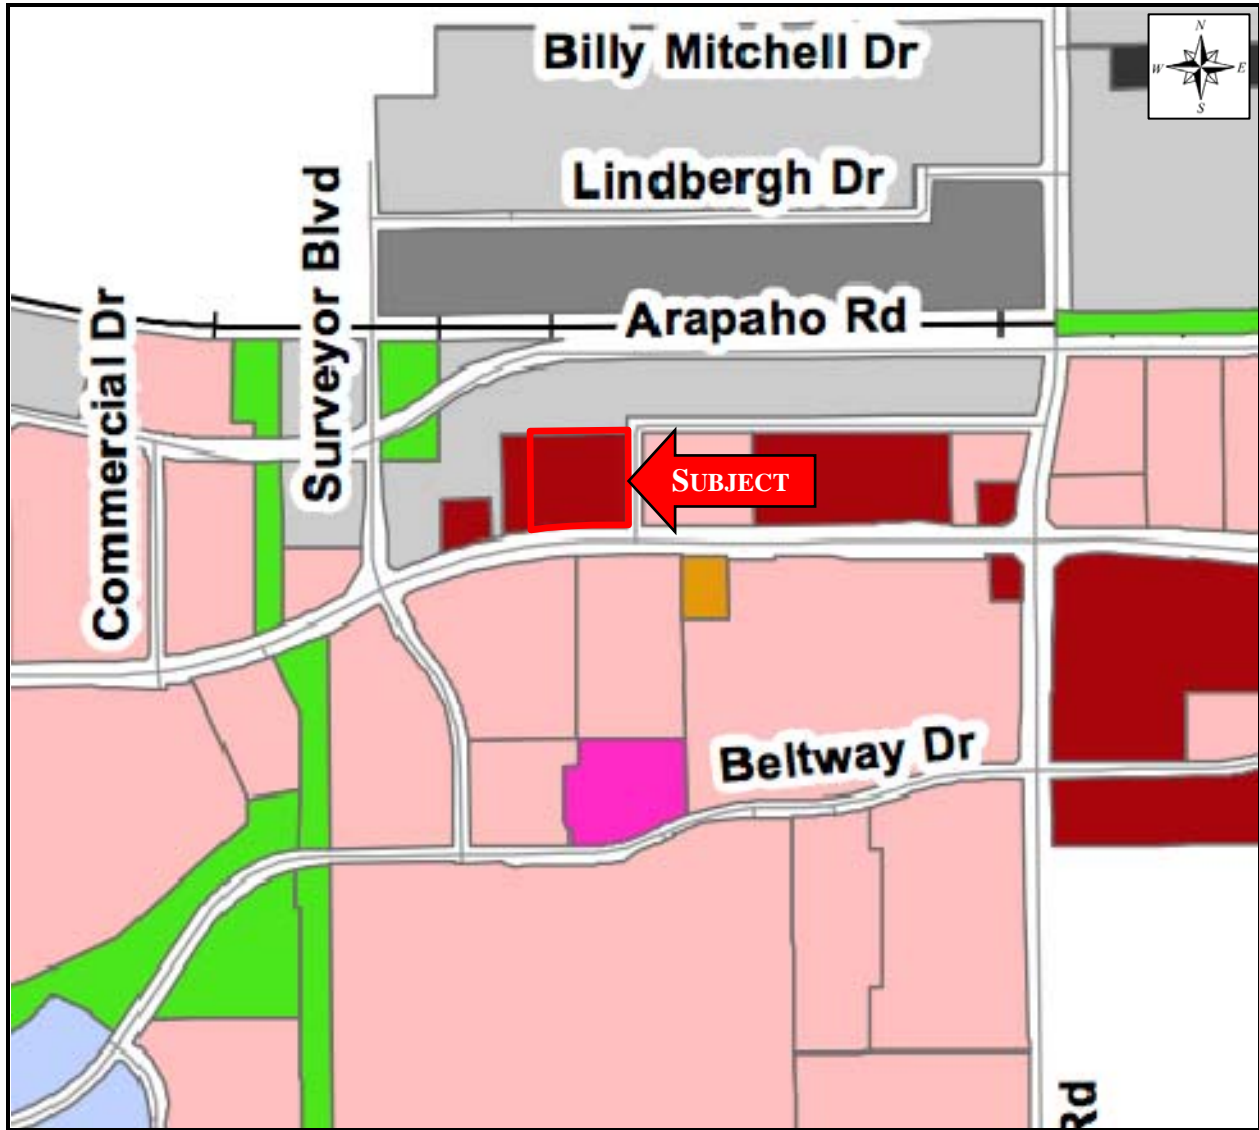 Billy Mitchell Dr
N
W
E
S
Lindbergh Dr
Surveyor Blvd
Commercial Dr
Arapaho Rd
SUBJECT
Beltway Dr
Rd